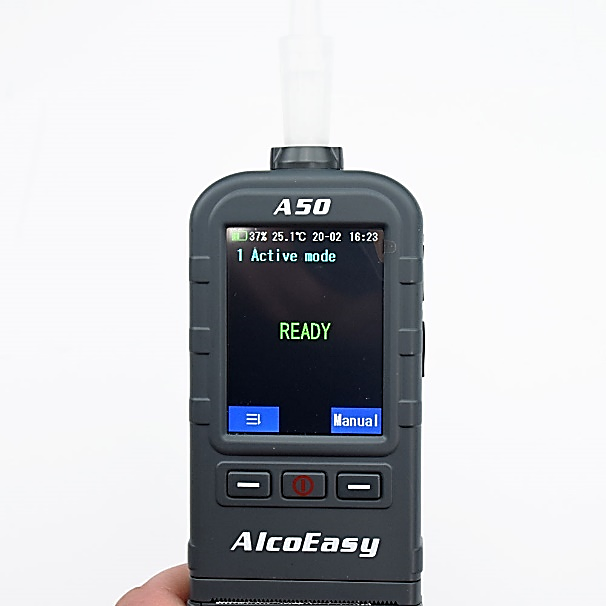 A50
37% 25.1℃ 20-02 16:23
1 Active mode
READY
Manual
AlcoEasy